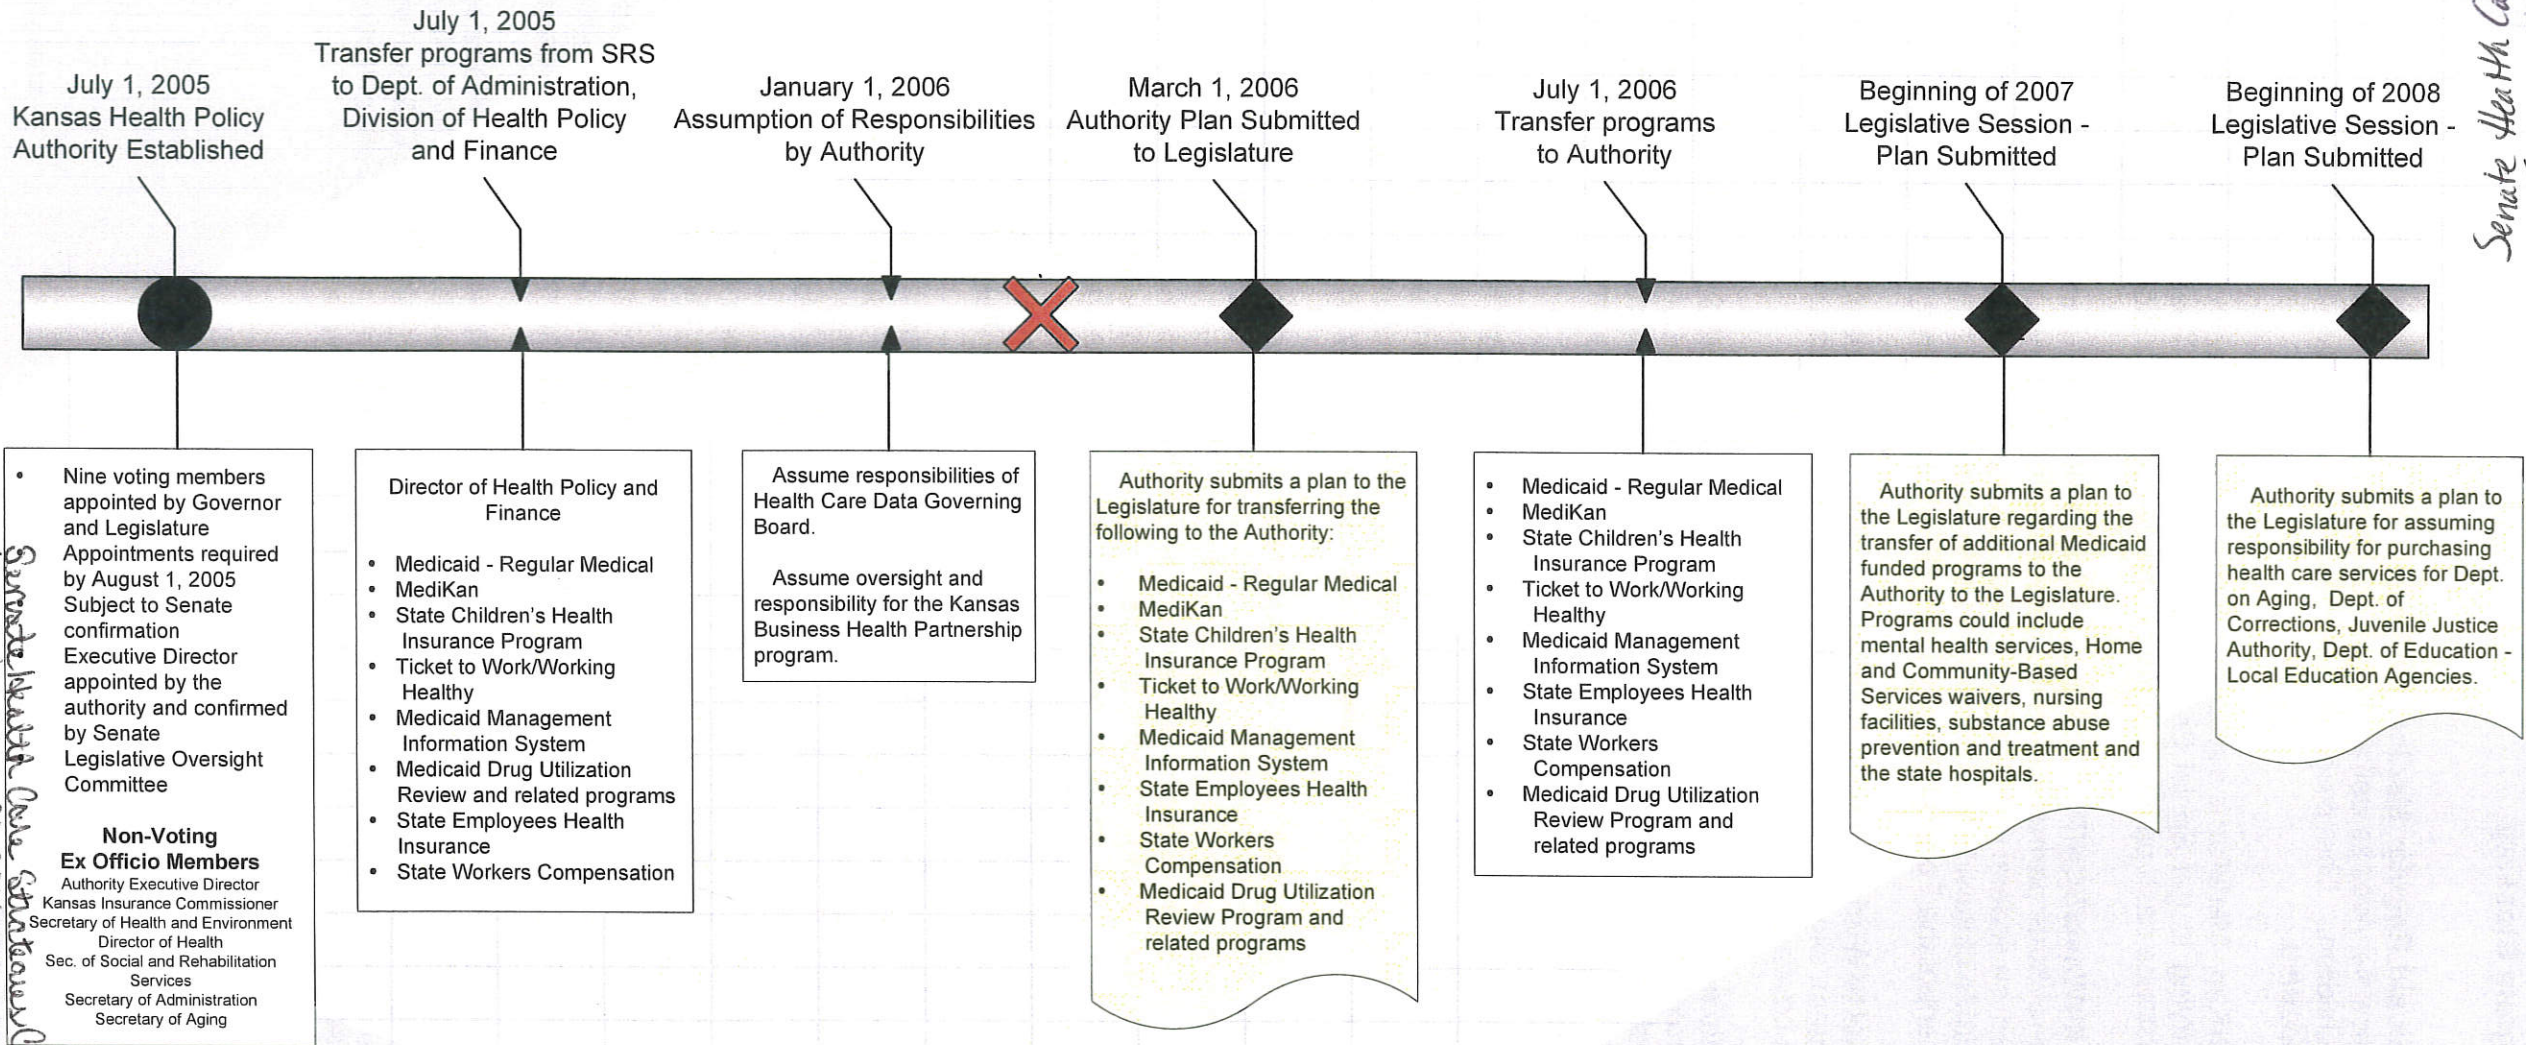 July 1, 2005
Kansas Health Policy
Authority Established
July 1, 2005
Transfer programs from SRS
to Dept. of Administration,
Division of Health Policy
and Finance
January 1, 2006
Assumption of Responsibilities
by Authority
March 1, 2006
Authority Plan Submitted
to Legislature
July 1, 2006
Transfer programs
to Authority
Beginning of 2007
Legislative Session -
Plan Submitted
Beginning of 2008
Legislative Session -
Plan Submitted
Senate Health Ca
• Nine voting members
appointed by Governor
and Legislature
Appointments required
by August 1, 2005
Subject to Senate
confirmation
Executive Director
appointed by the
authority and confirmed
by Senate
Legislative Oversight
Committee
Non-Voting
Ex Officio Members
Authority Executive Director
Kansas Insurance Commissioner
Secretary of Health and Environment
Director of Health
Sec. of Social and Rehabilitation
Services
Secretary of Administration
Secretary of Aging
Senate Health Care Strategies C
Director of Health Policy and
Finance
• Medicaid - Regular Medical
• MediKan
• State Children's Health
Insurance Program
• Ticket to Work/Working
Healthy
• Medicaid Management
Information System
• Medicaid Drug Utilization
Review and related programs
• State Employees Health
Insurance
• State Workers Compensation
Assume responsibilities of
Health Care Data Governing
Board.
Assume oversight and
responsibility for the Kansas
Business Health Partnership
program.
Authority submits a plan to the
Legislature for transferring the
following to the Authority:
• Medicaid - Regular Medical
• MediKan
• State Children's Health
Insurance Program
• Ticket to Work/Working
Healthy
• Medicaid Management
Information System
• State Employees Health
Insurance
• State Workers
Compensation
• Medicaid Drug Utilization
Review Program and
related programs
• Medicaid - Regular Medical
• MediKan
• State Children's Health
Insurance Program
• Ticket to Work/Working
Healthy
• Medicaid Management
Information System
• State Employees Health
Insurance
• State Workers
Compensation
• Medicaid Drug Utilization
Review Program and
related programs
Authority submits a plan to
the Legislature regarding the
transfer of additional Medicaid
funded programs to the
Authority to the Legislature.
Programs could include
mental health services, Home
and Community-Based
Services waivers, nursing
facilities, substance abuse
prevention and treatment and
the state hospitals.
Authority submits a plan to
the Legislature for assuming
responsibility for purchasing
health care services for Dept.
on Aging, Dept. of
Corrections, Juvenile Justice
Authority, Dept. of Education -
Local Education Agencies.